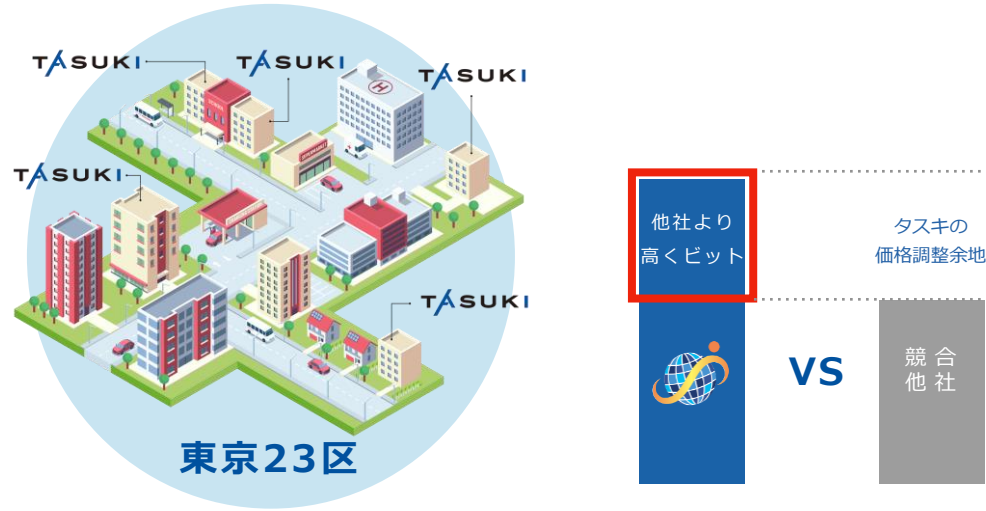 TASUKI
TASUKI
TASUKI
TASUKI
TASUKI
東京23区
他社より
高くビット
タスキの
価格調整余地
VS
競合
他社
H